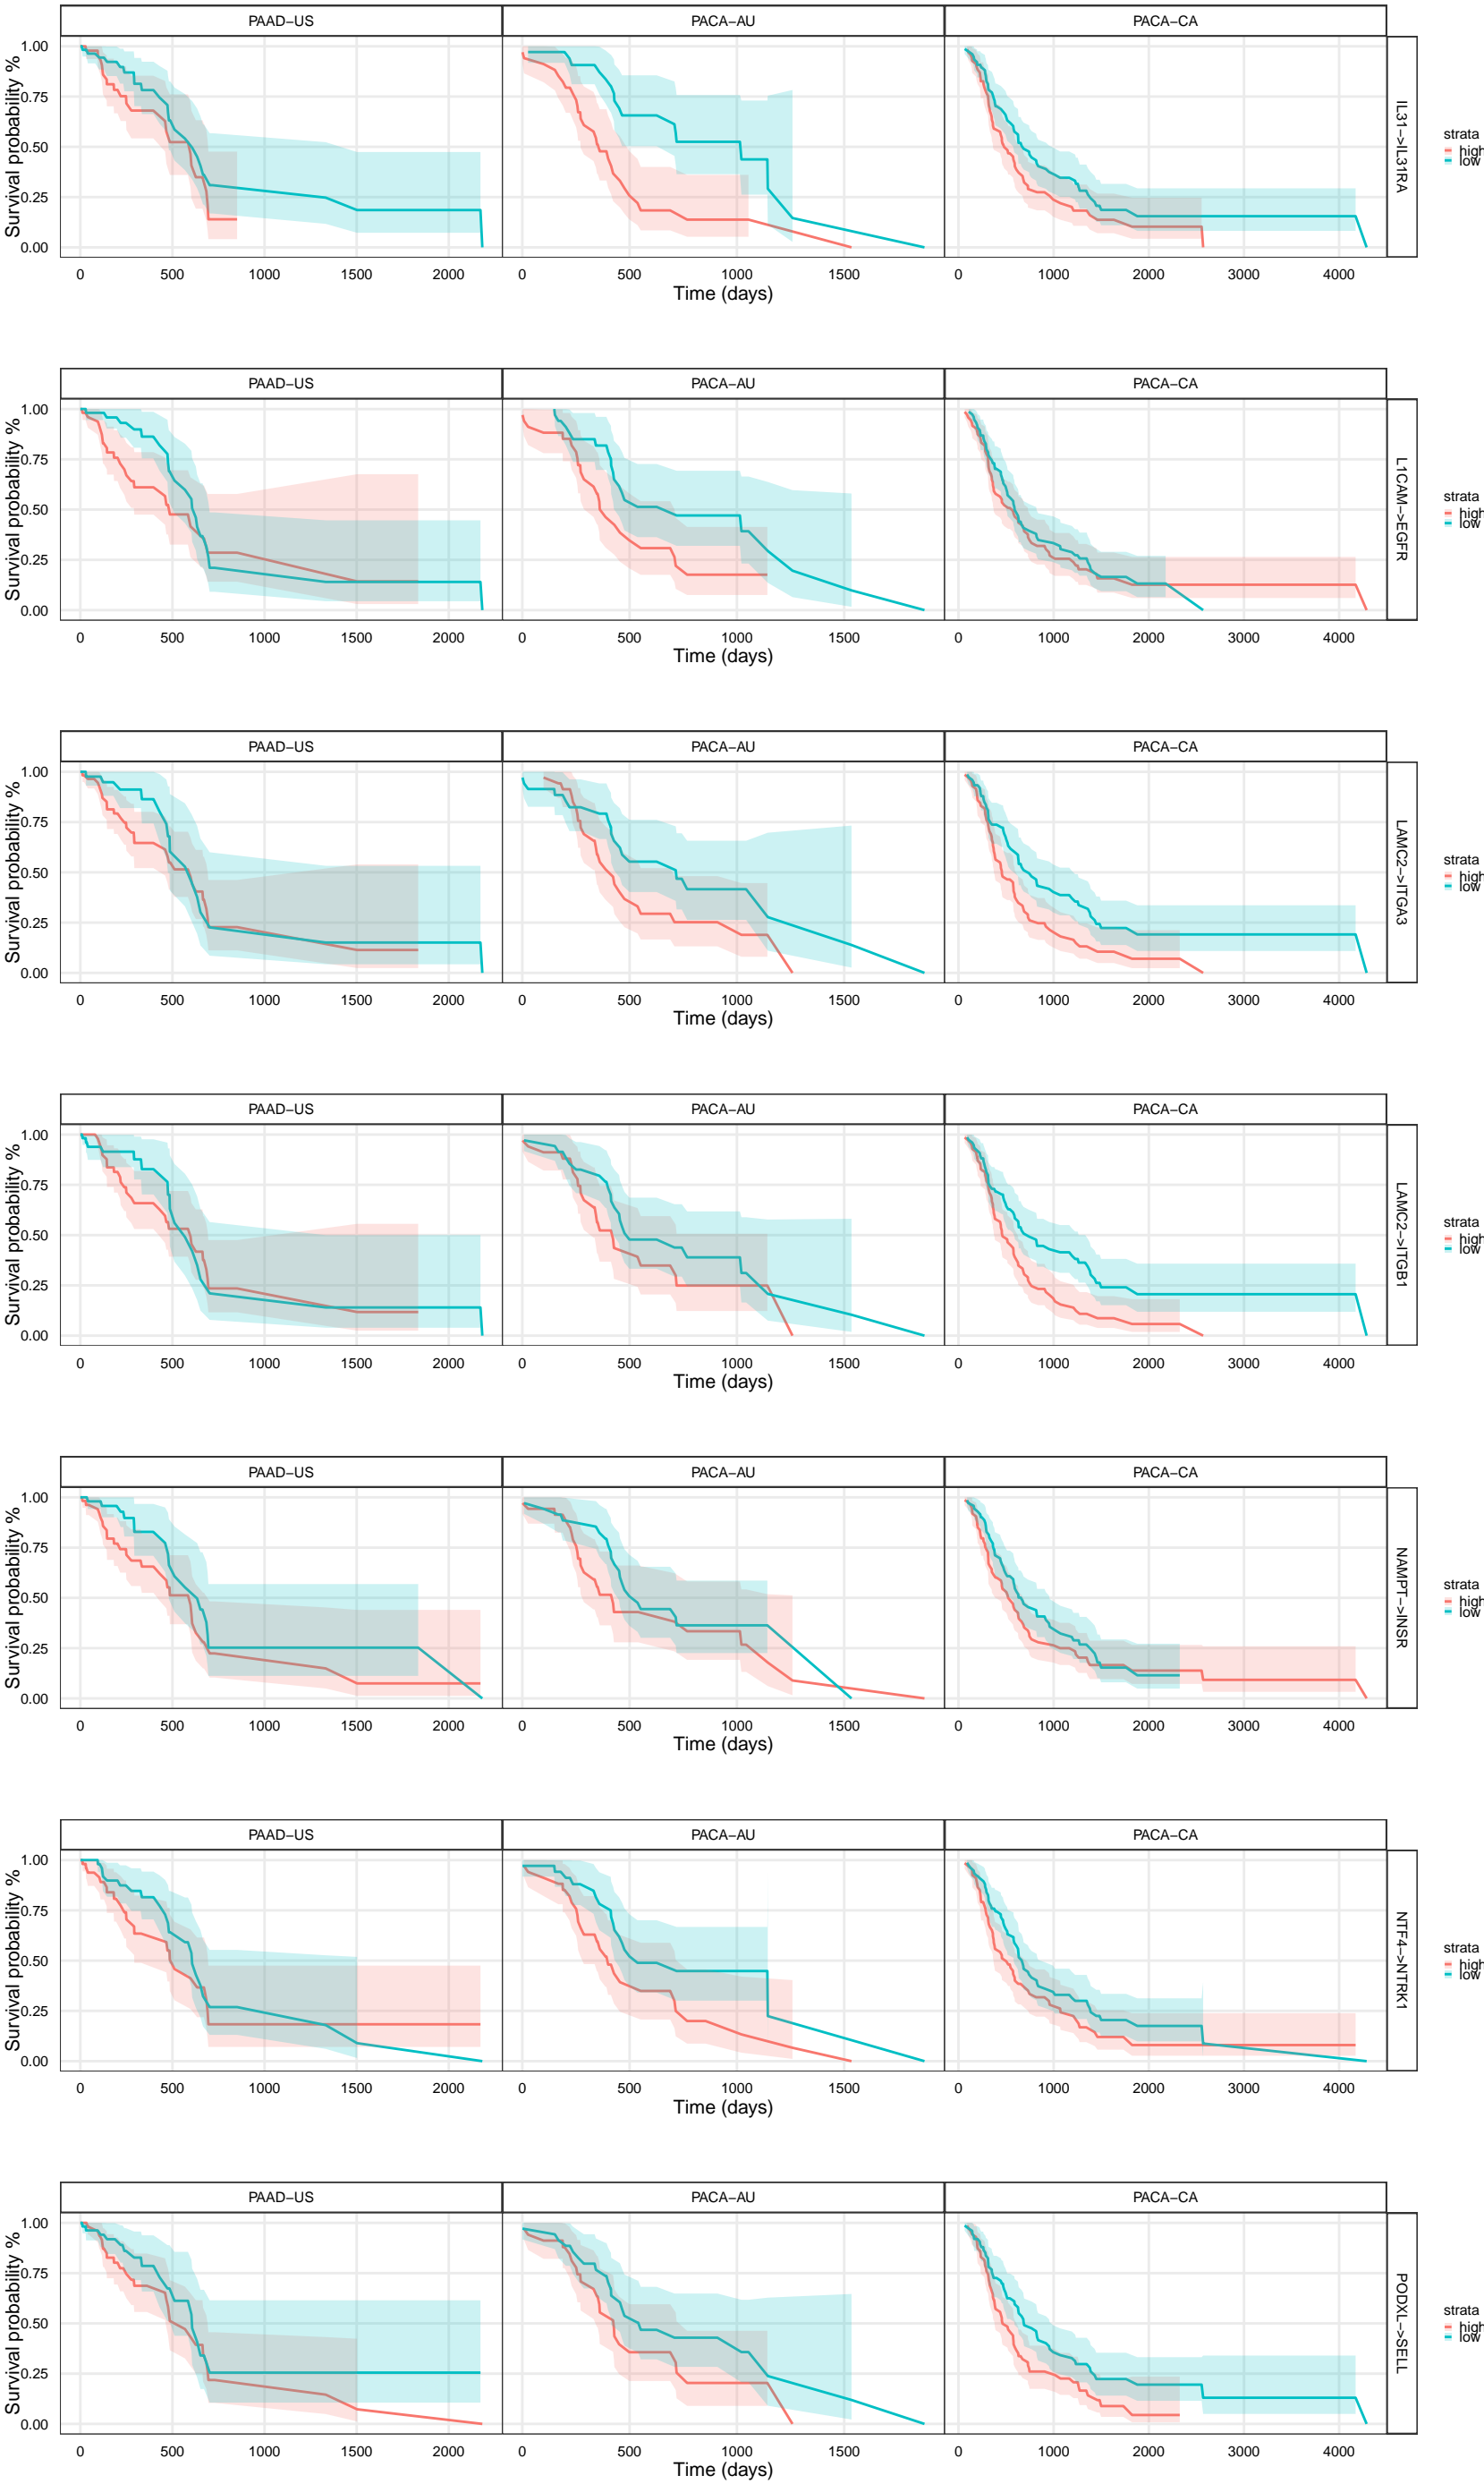 PAAD−US PACA−AU PACA−CA
Survival probability %
1.00
0.75
0.50
0.25
0.00
IL31−>IL31RA
strata
high
low
0 500 1000 1500 2000 0 500 1000 1500 0 1000 2000 3000 4000
Time (days)
PAAD−US PACA−AU PACA−CA
Survival probability %
1.00
0.75
0.50
0.25
0.00
L1CAM−>EGFR
strata
high
low
0 500 1000 1500 2000 0 500 1000 1500 0 1000 2000 3000 4000
Time (days)
PAAD−US PACA−AU PACA−CA
Survival probability %
1.00
0.75
0.50
0.25
0.00
LAMC2−>ITGA3
strata
high
low
0 500 1000 1500 2000 0 500 1000 1500 0 1000 2000 3000 4000
Time (days)
PAAD−US PACA−AU PACA−CA
Survival probability %
1.00
0.75
0.50
0.25
0.00
LAMC2−>ITGB1
strata
high
low
0 500 1000 1500 2000 0 500 1000 1500 0 1000 2000 3000 4000
Time (days)
PAAD−US PACA−AU PACA−CA
Survival probability %
1.00
0.75
0.50
0.25
0.00
NAMPT−>INSR
strata
high
low
0 500 1000 1500 2000 0 500 1000 1500 0 1000 2000 3000 4000
Time (days)
PAAD−US PACA−AU PACA−CA
Survival probability %
1.00
0.75
0.50
0.25
0.00
NTF4−>NTRK1
strata
high
low
0 500 1000 1500 2000 0 500 1000 1500 0 1000 2000 3000 4000
Time (days)
PAAD−US PACA−AU PACA−CA
Survival probability %
1.00
0.75
0.50
0.25
0.00
PODXL−>SELL
strata
high
low
0 500 1000 1500 2000 0 500 1000 1500 0 1000 2000 3000 4000
Time (days)